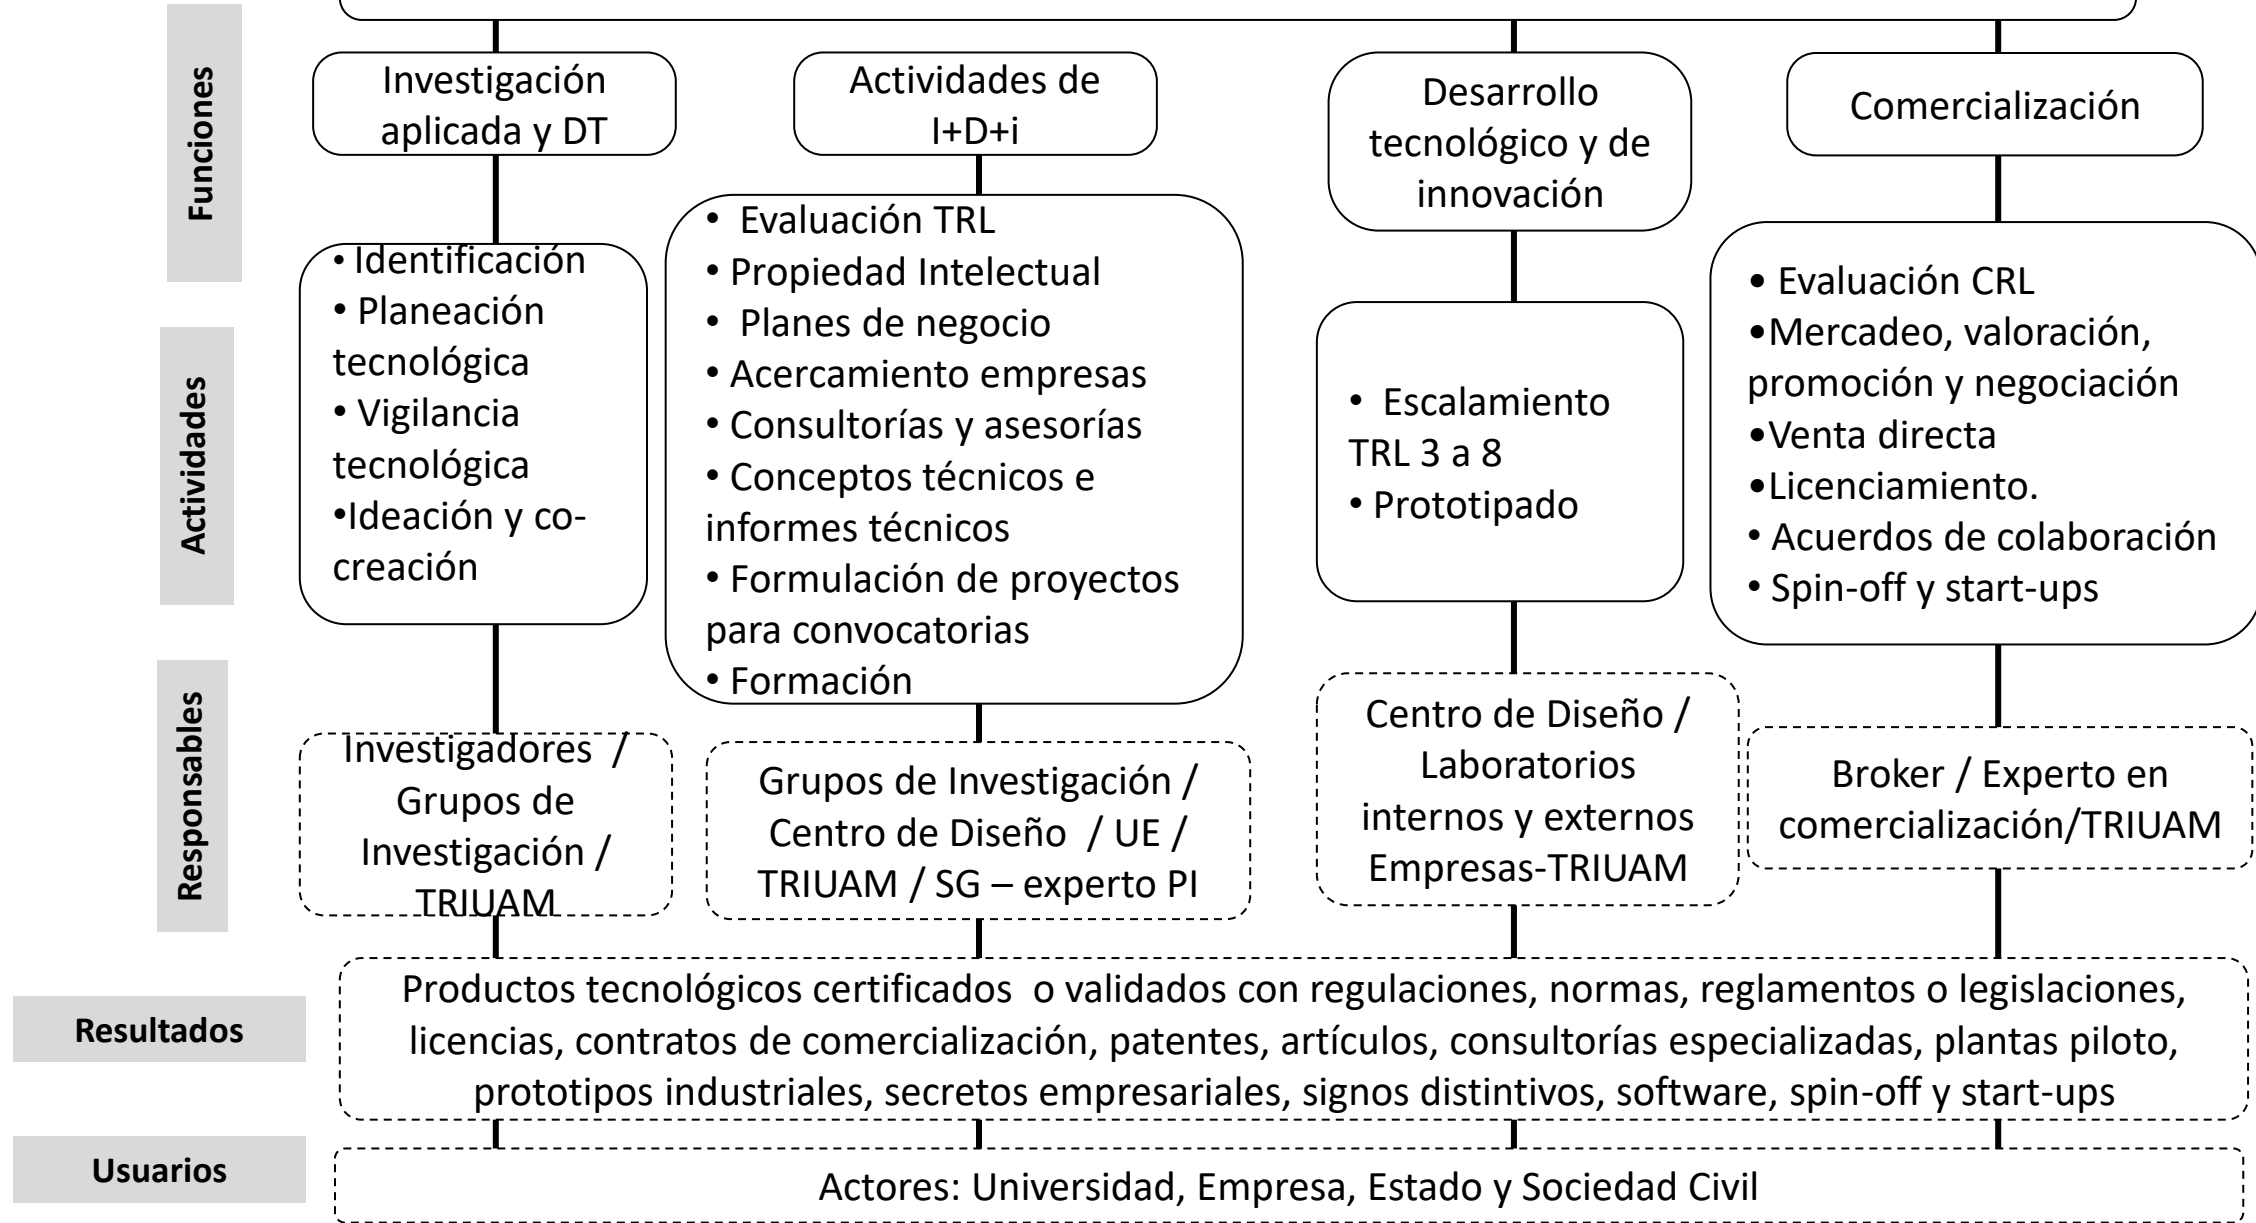 Funciones
Investigación
aplicada y DT
Actividades de
I+D+i
Desarrollo
tecnológico y de
innovación
Comercialización
Actividades
• Identificación
• Planeación
tecnológica
• Vigilancia
tecnológica
•Ideación y co-
creación
• Evaluación TRL
• Propiedad Intelectual
• Planes de negocio
• Acercamiento empresas
• Consultorías y asesorías
• Conceptos técnicos e
informes técnicos
• Formulación de proyectos
para convocatorias
• Formación
• Escalamiento
TRL 3 a 8
• Prototipado
• Evaluación CRL
•Mercadeo, valoración,
promoción y negociación
•Venta directa
•Licenciamiento.
• Acuerdos de colaboración
• Spin-off y start-ups
Responsables
Investigadores /
Grupos de
Investigación /
TRIUAM
Grupos de Investigación /
Centro de Diseño / UE /
TRIUAM / SG – experto PI
Centro de Diseño /
Laboratorios
internos y externos
Empresas-TRIUAM
Broker / Experto en
comercialización/TRIUAM
Resultados
Productos tecnológicos certificados o validados con regulaciones, normas, reglamentos o legislaciones,
licencias, contratos de comercialización, patentes, artículos, consultorías especializadas, plantas piloto,
prototipos industriales, secretos empresariales, signos distintivos, software, spin-off y start-ups
Usuarios
Actores: Universidad, Empresa, Estado y Sociedad Civil